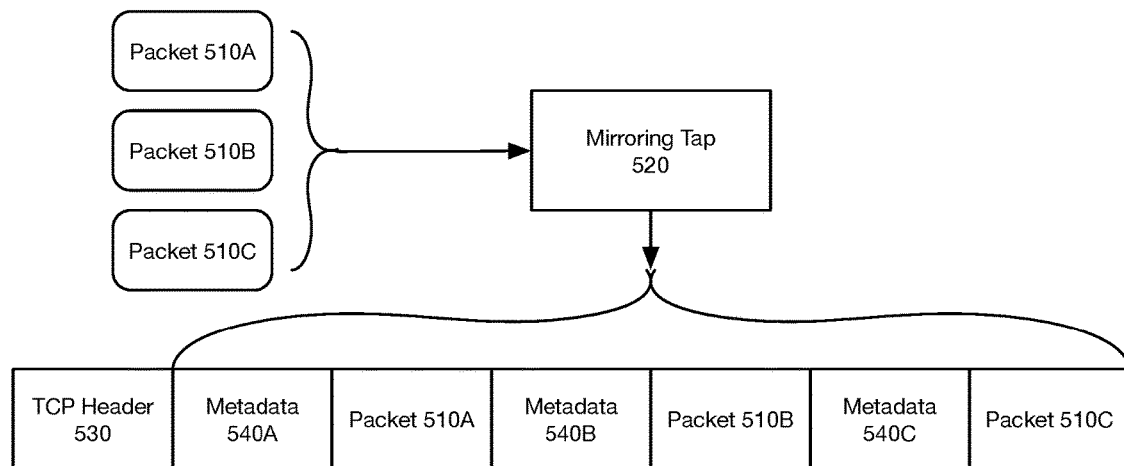 Packet 510A
Packet 510B
Packet 510C
Mirroring Tap
520
TCP Header
530
Metadata
540A
Packet 510A
Metadata
540B
Packet 510B
Metadata
540C
Packet 510C